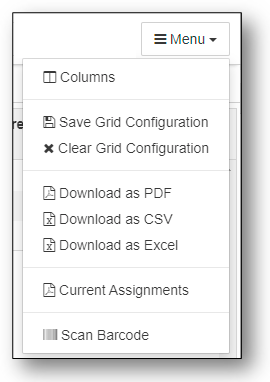 Menu
Columns
re
Save Grid Configuration
Clear Grid Configuration
Download as PDF
Download as CSV
Download as Excel
Current Assignments
Scan Barcode